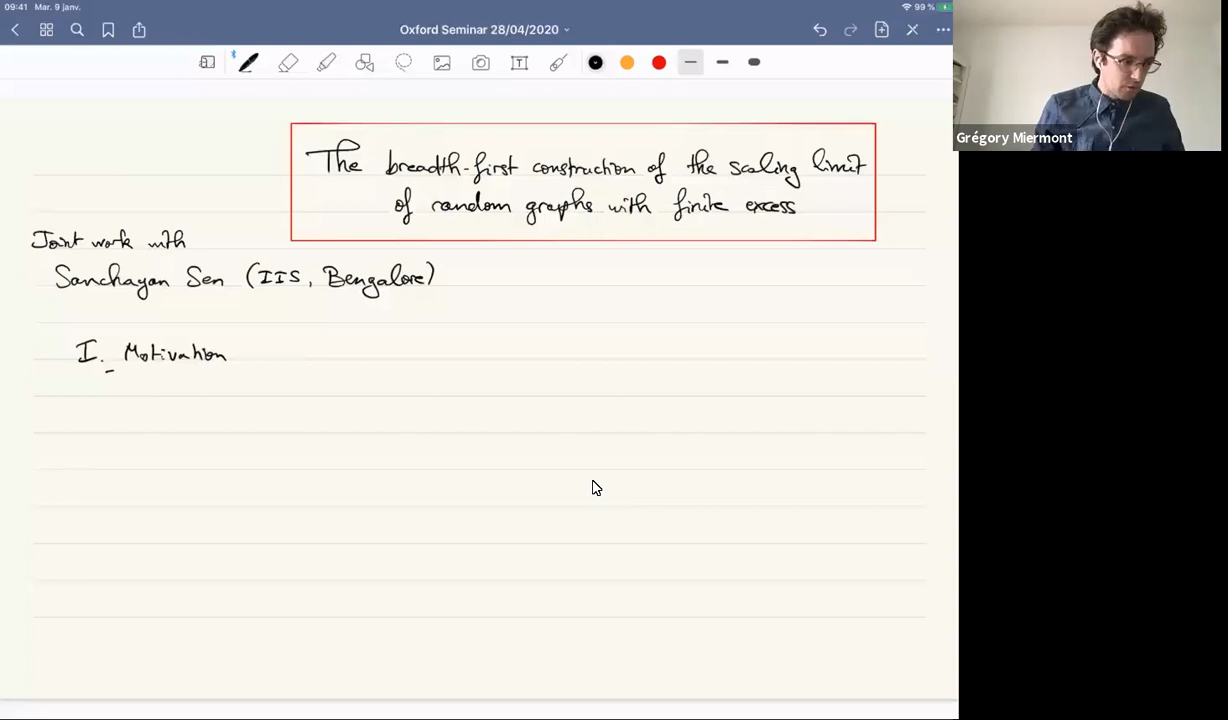 09:41 Mar. 9 janv.
99 %
Oxford Seminar 28/04/2020
T
Grégory Miermont
The breadth-first construction of the scaling limit
of random graphs with finite excess
Joint work with
Sanchayan Sen (IIS, Bengalore)
I. Motivation